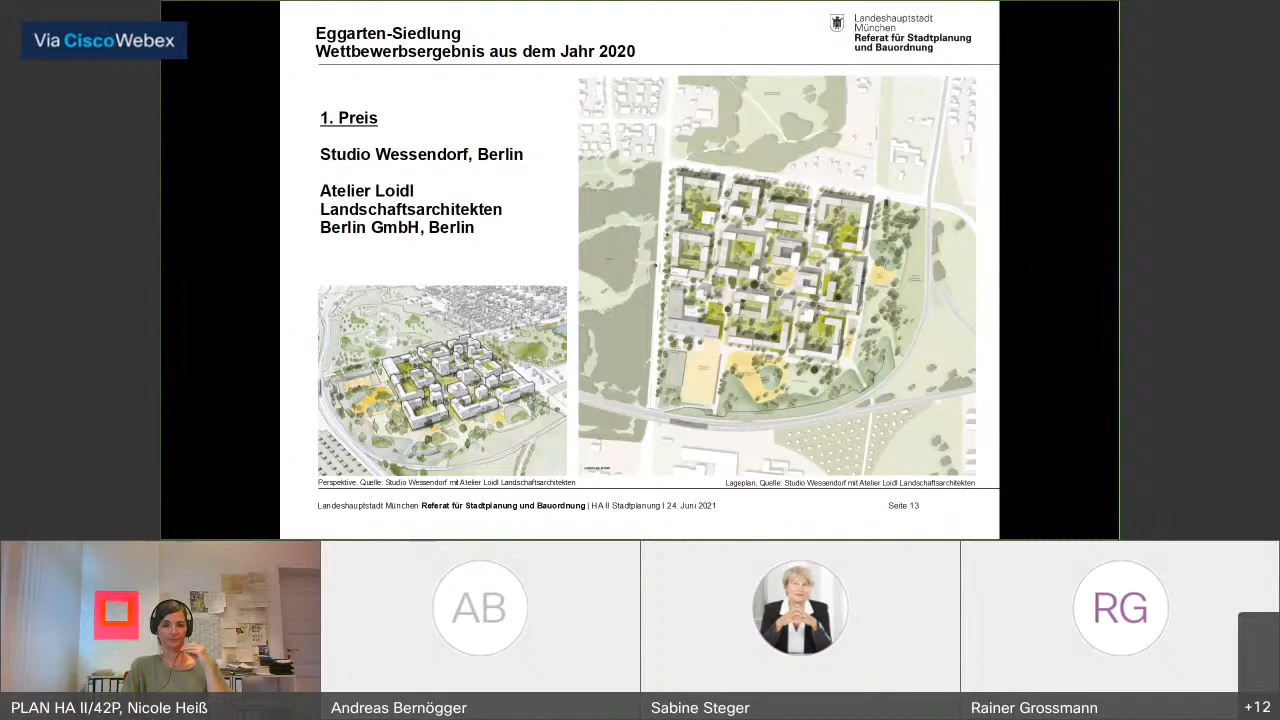 Via Cisco Webex
Eggarten-Siedlung
Wettbewerbsergebnis aus dem Jahr 2020
Landeshauptstadt
München
Referat für Stadtplanung
und Bauordnung
1. Preis
Studio Wessendorf, Berlin
Atelier Loidl
Landschaftsarchitekten
Berlin GmbH, Berlin
Perspektive, Quelle: Studio Wessendorf mit Atelier Loidl Landschaftsarchitekten
Lageplan, Quelle: Studio Wessendorf mit Atelier Loidl Landschaftsarchitekten
Landeshauptstadt München Referat für Stadtplanung und Bauordnung | HA II Stadtplanung I 24. Juni 2021
Seite 13
AB
RG
PLAN HA II/42P, Nicole Heiß
Andreas Bernögger
Sabine Steger
Rainer Grossmann
+12